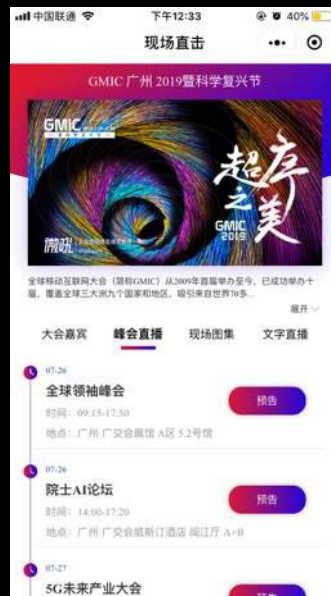 中国联通
下午12:33
40%
现场直击
GMIC 广州 2019暨科学复兴节
GMIC
超序之美
GMIC
2019
微吼
全球移动互联网大会（简称GMIC）从2009年首届举办至今，已成功举办十
届，覆盖全球三大洲九个国家和地区，吸引来自世界70多...
展开
大会嘉宾 峰会直播 现场图集 文字直播
07-26
全球领袖峰会
预告
时间：09:15-17:50
地点：广州·广交会展馆 A区 5.2号馆
07-26
院士AI论坛
预告
时间：14:00-17:20
地点：广州·广交会威斯汀酒店 闽江厅 A+B
07-27
5G未来产业大会
预告